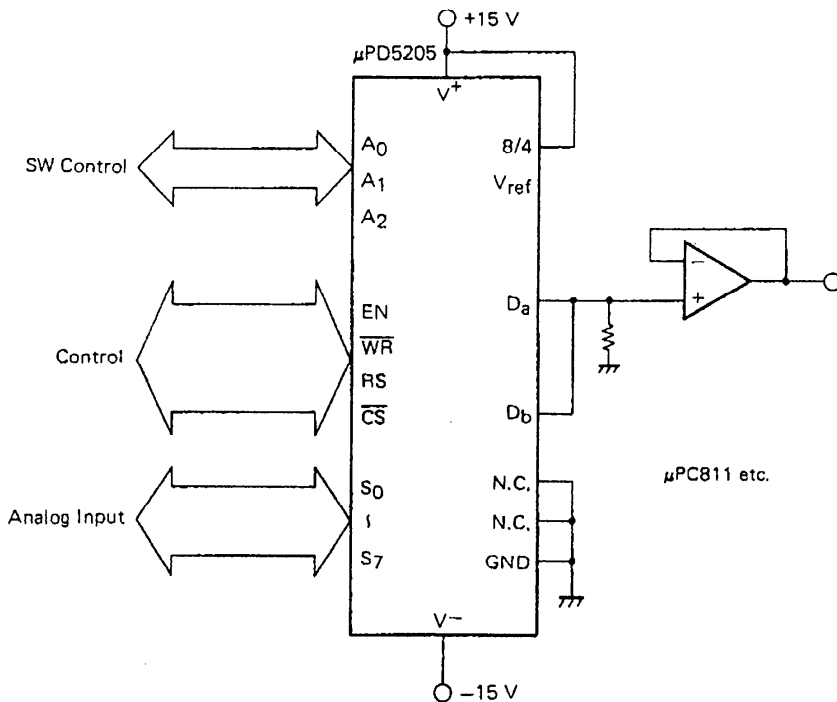 +15 V
μPD5205
V+
SW Control
A0
A1
A2
8/4
Vref
Control
EN
WR
RS
CS
Da
Db
−
+
Analog Input
S0
≀
S7
N.C.
N.C.
GND
μPC811 etc.
V−
−15 V